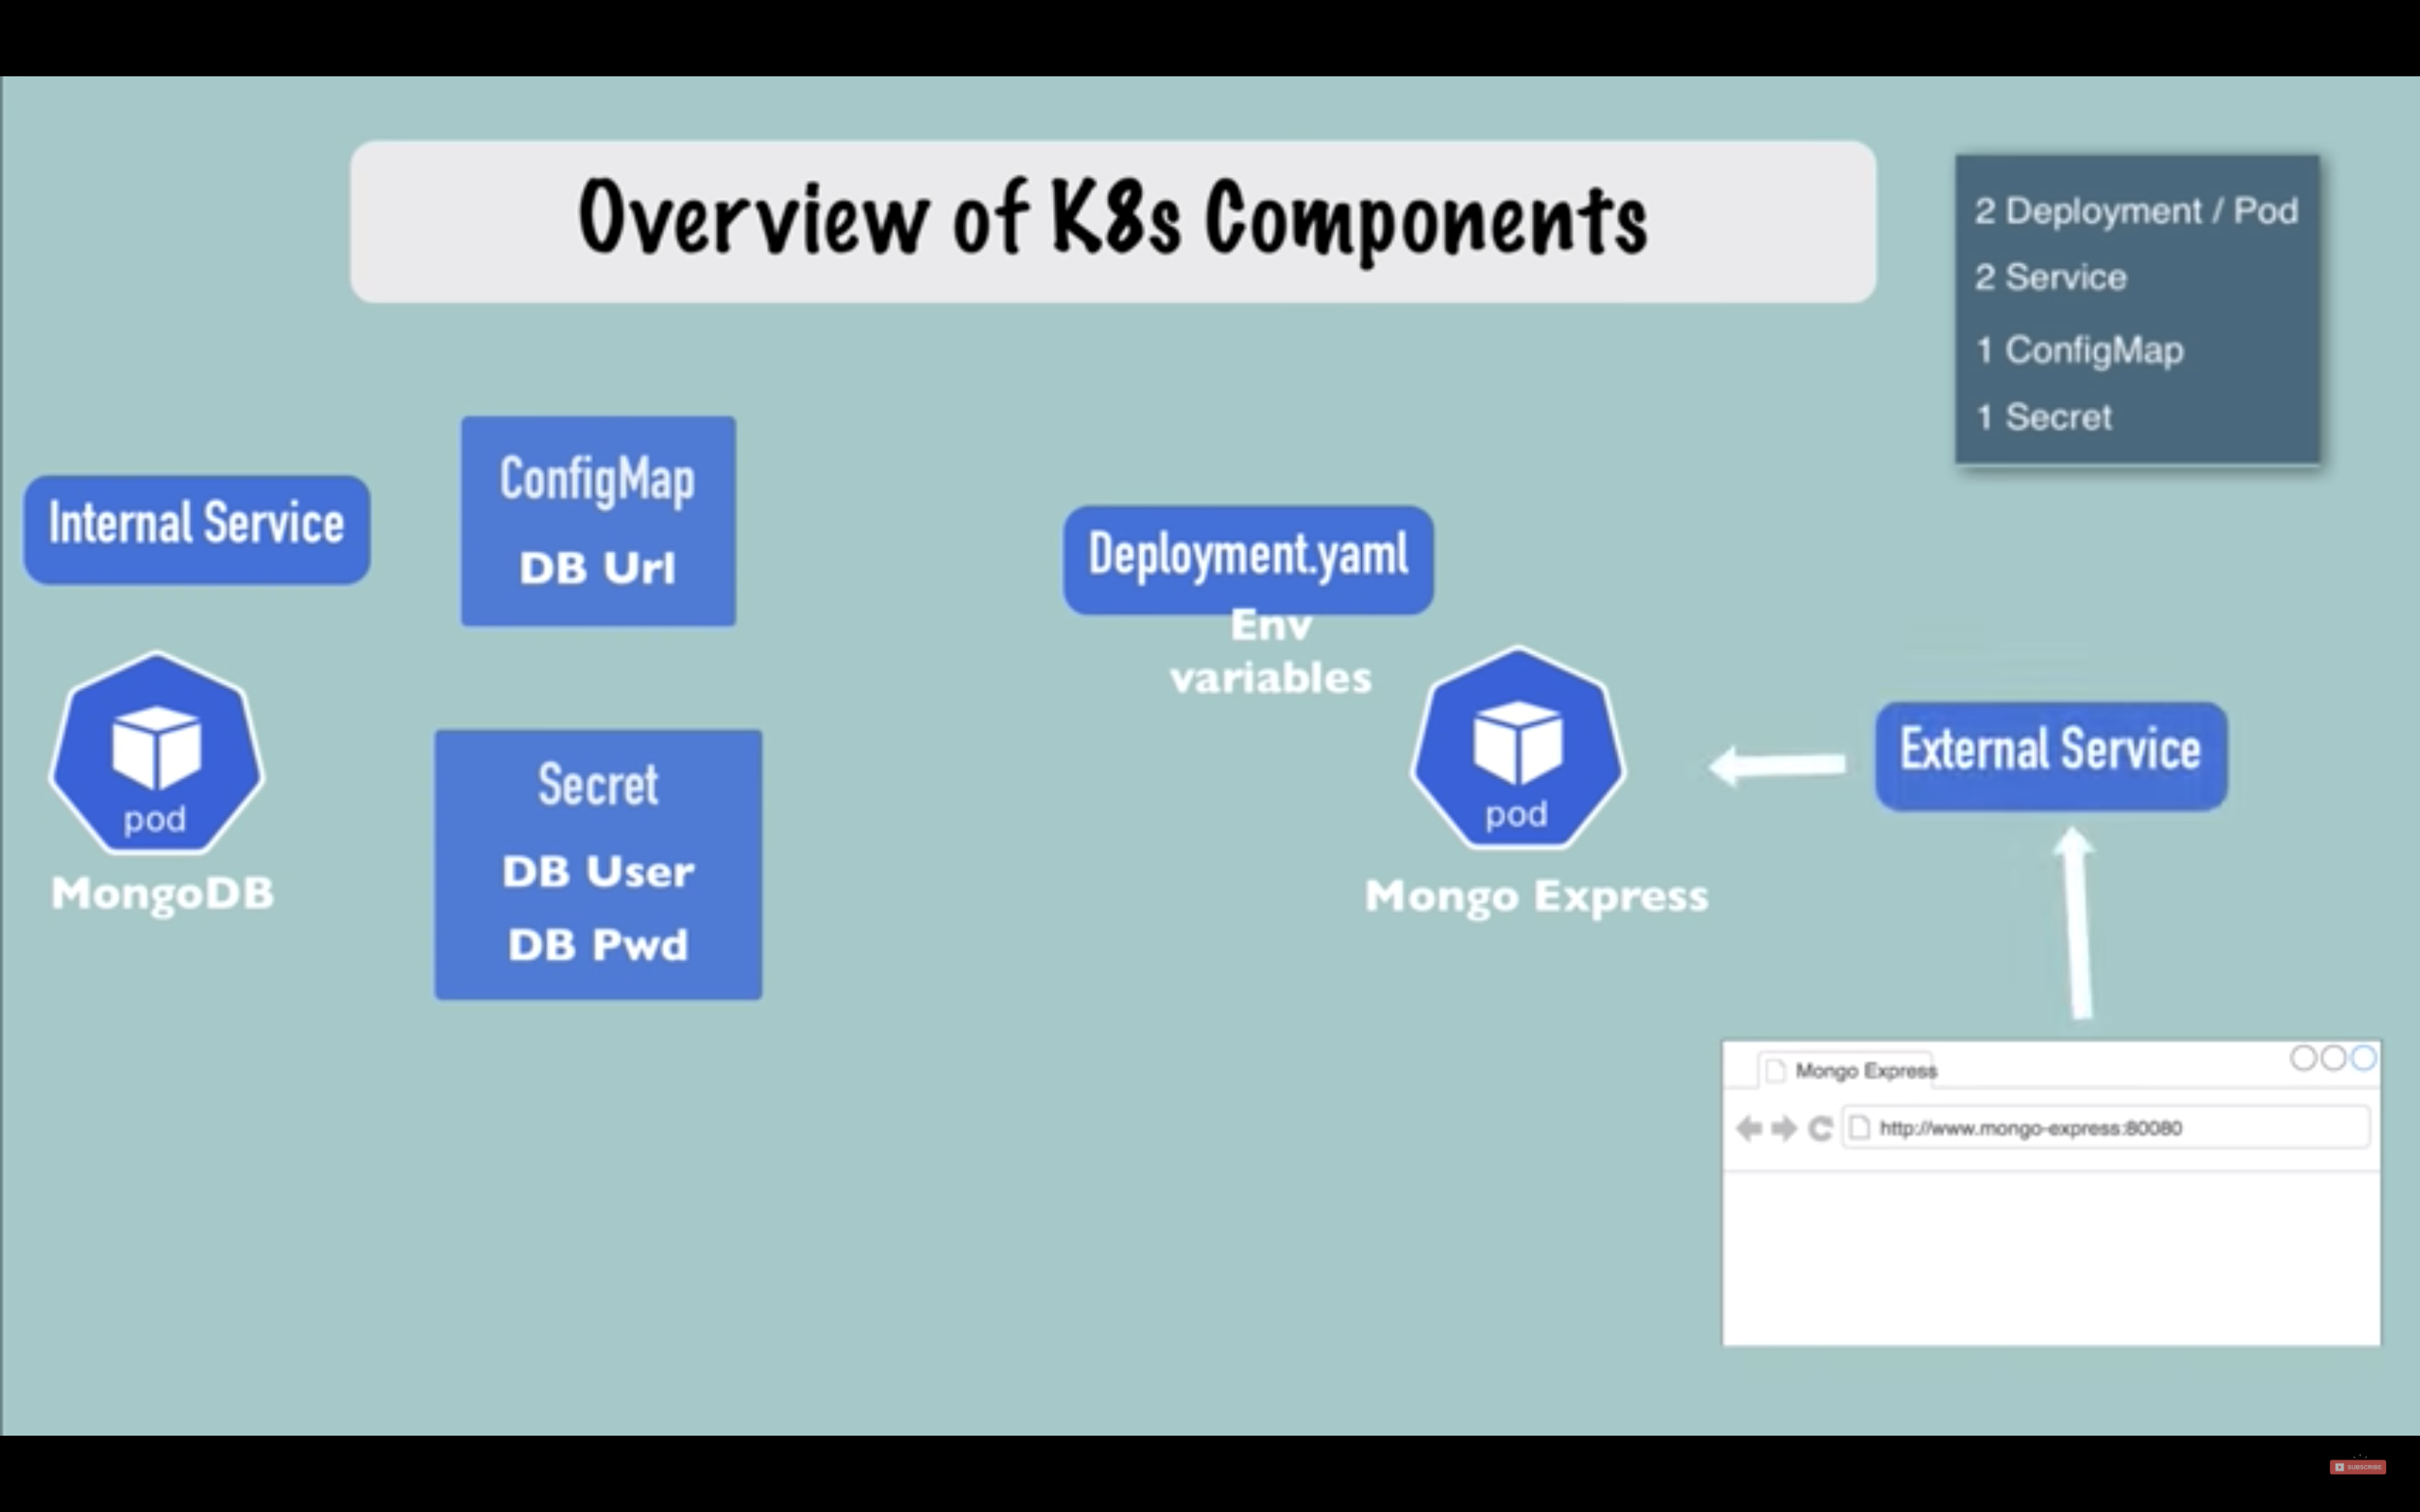 Overview of K8s Components
2 Deployment / Pod
2 Service
1 ConfigMap
1 Secret
Internal Service
pod
MongoDB
ConfigMap
DB Url
Secret
DB User
DB Pwd
Deployment.yaml
Env
variables
pod
Mongo Express
External Service
Mongo Express
http://www.mongo-express:80080
SUBSCRIBE